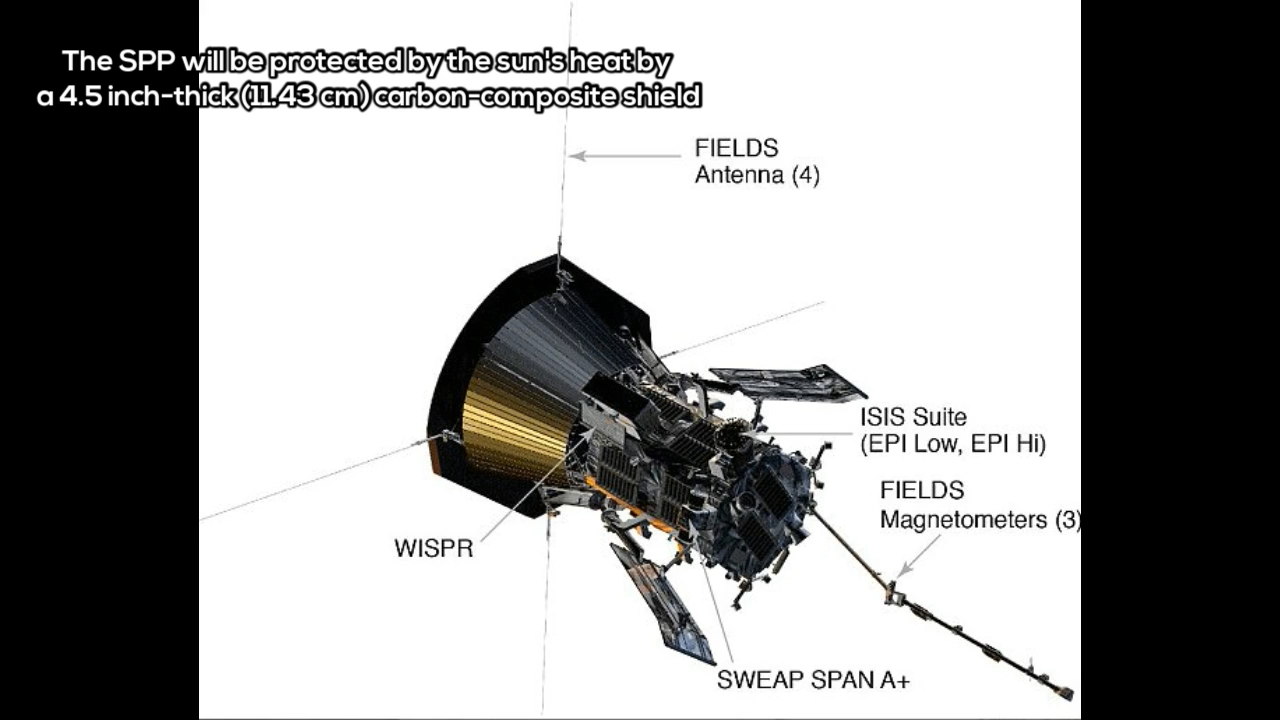 The SPP will be protected by the sun's heat by
a 4.5 inch-thick (11.43 cm) carbon-composite shield
FIELDS
Antenna (4)
ISIS Suite
(EPI Low, EPI Hi)
FIELDS
Magnetometers (3)
WISPR
SWEAP SPAN A+